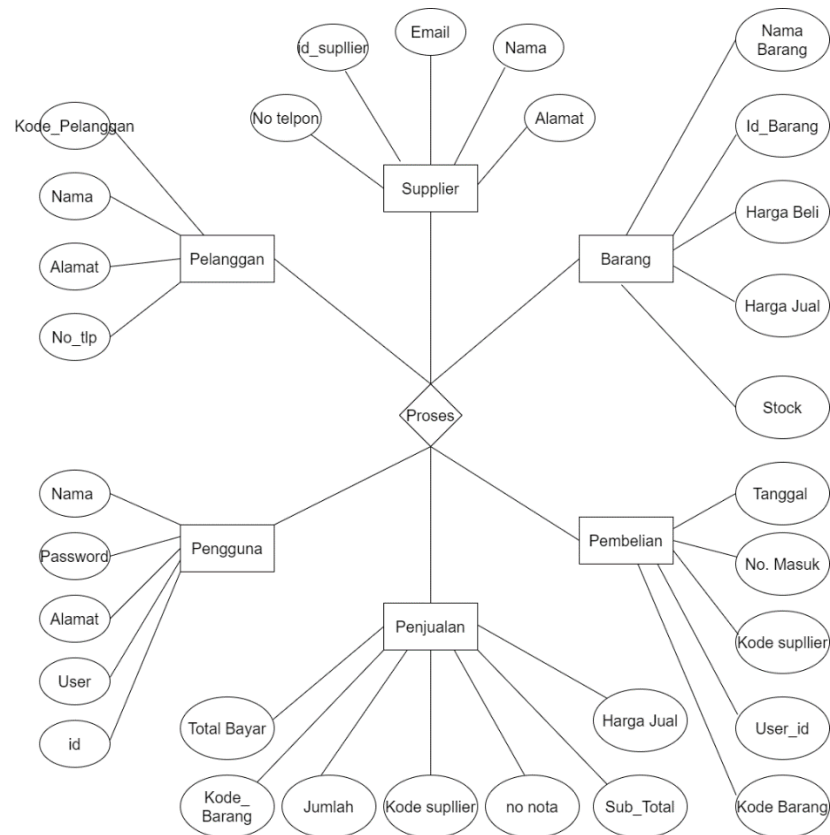 Email
Nama
Barang
id_supllier
Nama
Kode_Pelanggan
No telpon
Alamat
Id_Barang
Supplier
Nama
Harga Beli
Pelanggan
Barang
Alamat
Harga Jual
No_tlp
Stock
Proses
Nama
Tanggal
Pengguna
Pembelian
Password
No. Masuk
Alamat
Penjualan
Kode supllier
User
Total Bayar
Harga Jual
User_id
id
Kode_
Barang
Jumlah
Kode supllier
no nota
Sub_Total
Kode Barang